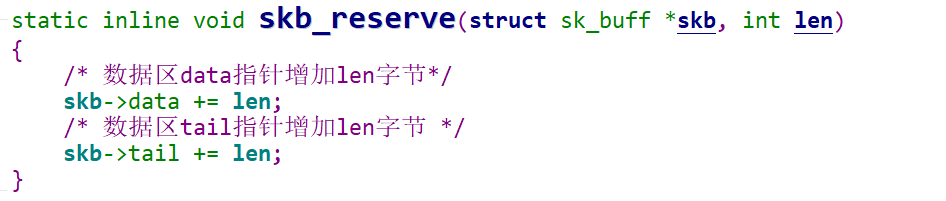 static inline void skb_reserve(struct sk_buff *skb, int len)
{
    /* 数据区data指针增加len字节*/
    skb->data += len;
    /* 数据区tail指针增加len字节 */
    skb->tail += len;
}